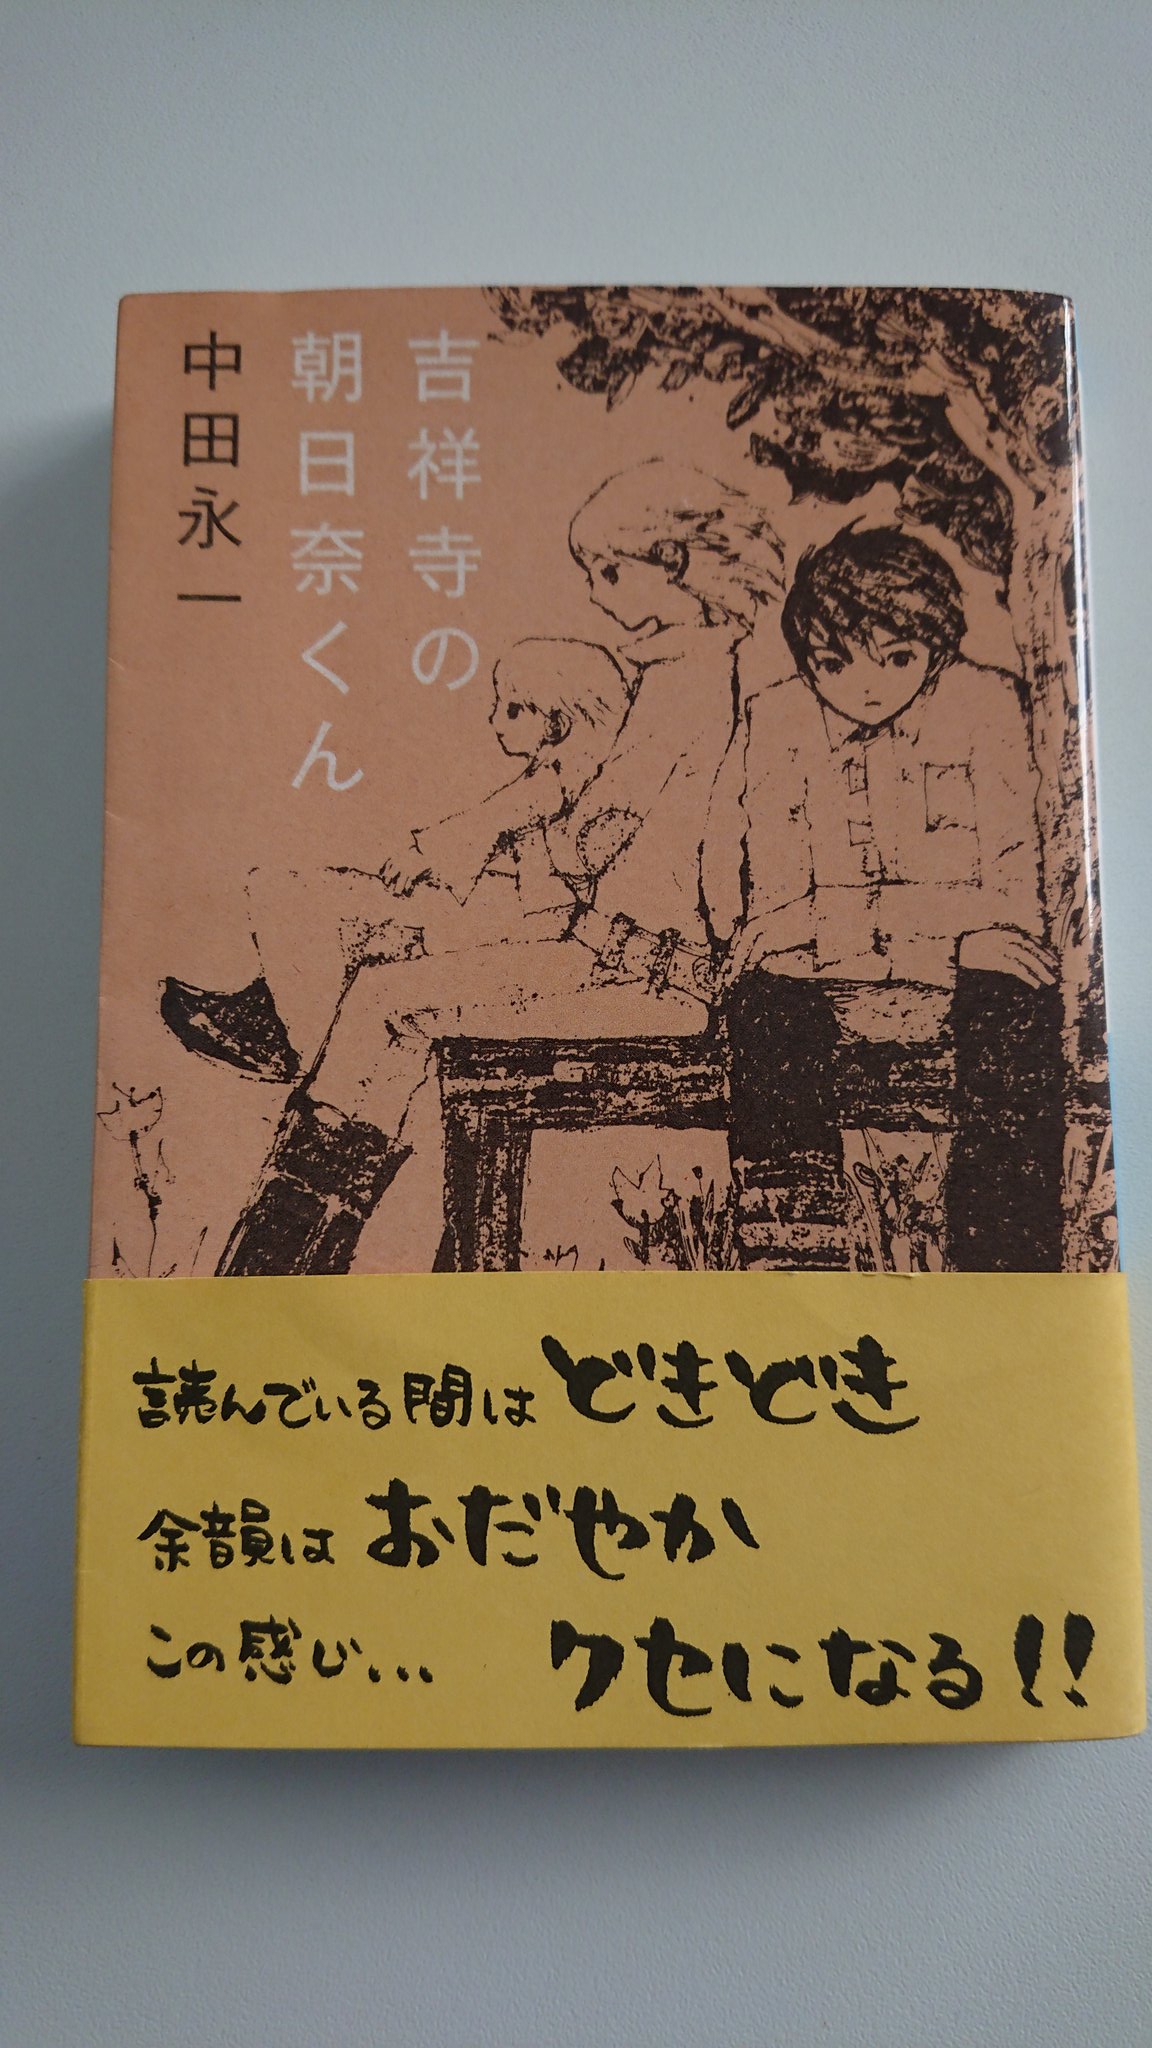 吉祥寺の
朝日奈くん
中田永一
読んでいる間はどきどき
余韻はおだやか
この感じ... クセになる!!